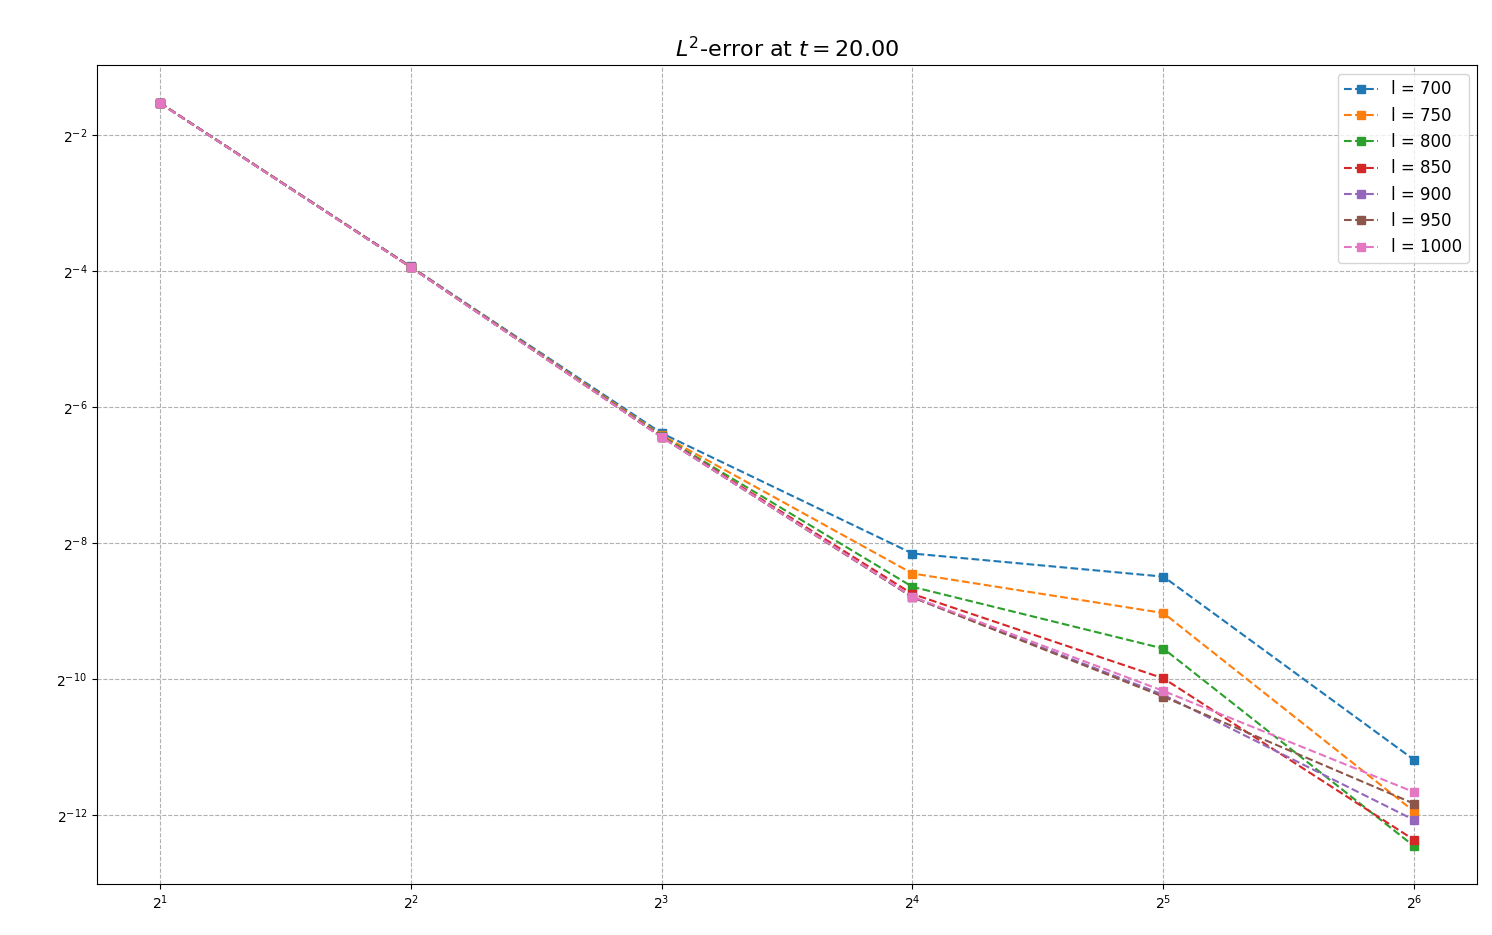 L²-error at t = 20.00
l = 700
l = 750
l = 800
l = 850
l = 900
l = 950
l = 1000
2⁻²
2⁻⁴
2⁻⁶
2⁻⁸
2⁻¹⁰
2⁻¹²
2¹ 2² 2³ 2⁴ 2⁵ 2⁶